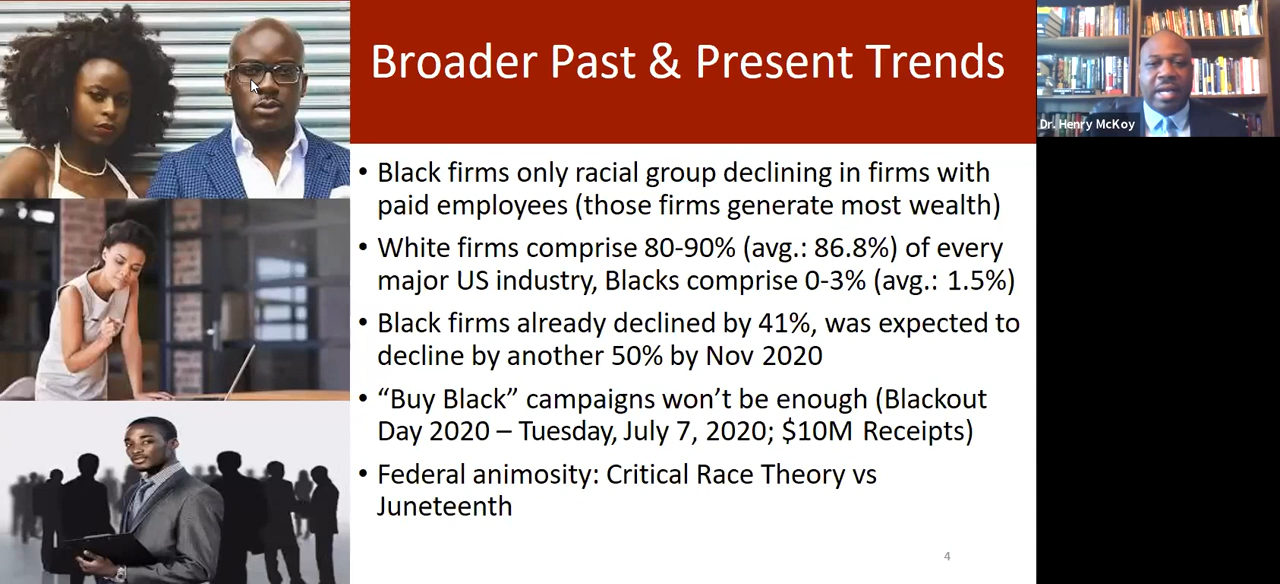 Broader Past & Present Trends
Dr. Henry McKoy
• Black firms only racial group declining in firms with
paid employees (those firms generate most wealth)
• White firms comprise 80-90% (avg.: 86.8%) of every
major US industry, Blacks comprise 0-3% (avg.: 1.5%)
• Black firms already declined by 41%, was expected to
decline by another 50% by Nov 2020
• “Buy Black” campaigns won’t be enough (Blackout
Day 2020 – Tuesday, July 7, 2020; $10M Receipts)
• Federal animosity: Critical Race Theory vs
Juneteenth
4